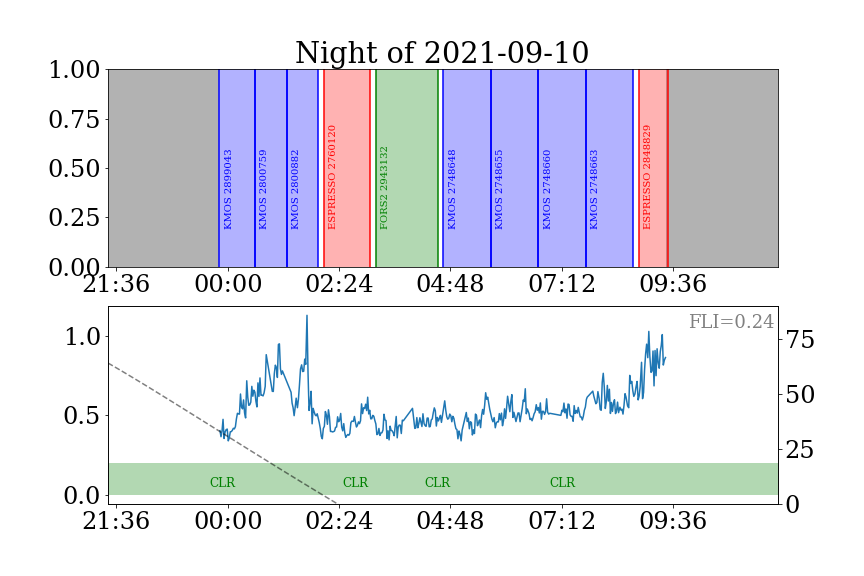 Night of 2021-09-10
1.00
0.75
0.50
0.25
0.00
KMOS 2899043
KMOS 2800759
KMOS 2800882
ESPRESSO 2760120
FORS2 2943132
KMOS 2748648
KMOS 2748655
KMOS 2748660
KMOS 2748663
ESPRESSO 2848829
21:36 00:00 02:24 04:48 07:12 09:36
FLI=0.24
1.0
0.5
0.0
75
50
25
0
CLR CLR CLR CLR
21:36 00:00 02:24 04:48 07:12 09:36